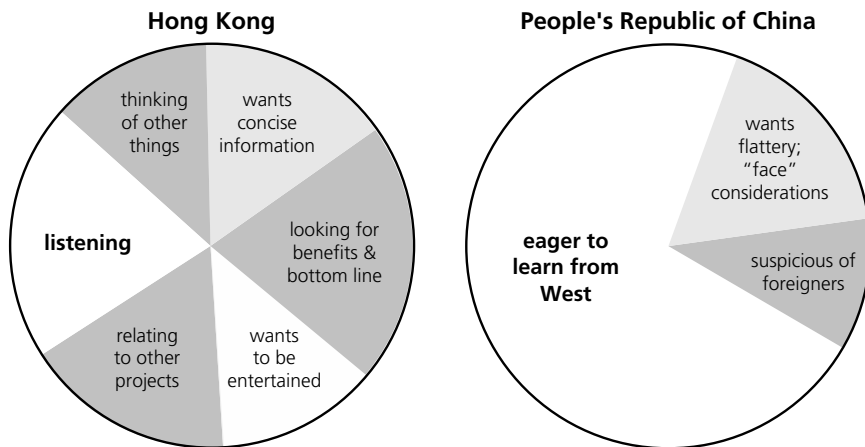 Hong Kong
thinking
of other
things
wants
concise
information
listening
looking for
benefits &
bottom line
relating
to other
projects
wants
to be
entertained
People's Republic of China
wants
flattery;
“face”
considerations
eager to
learn from
West
suspicious of
foreigners